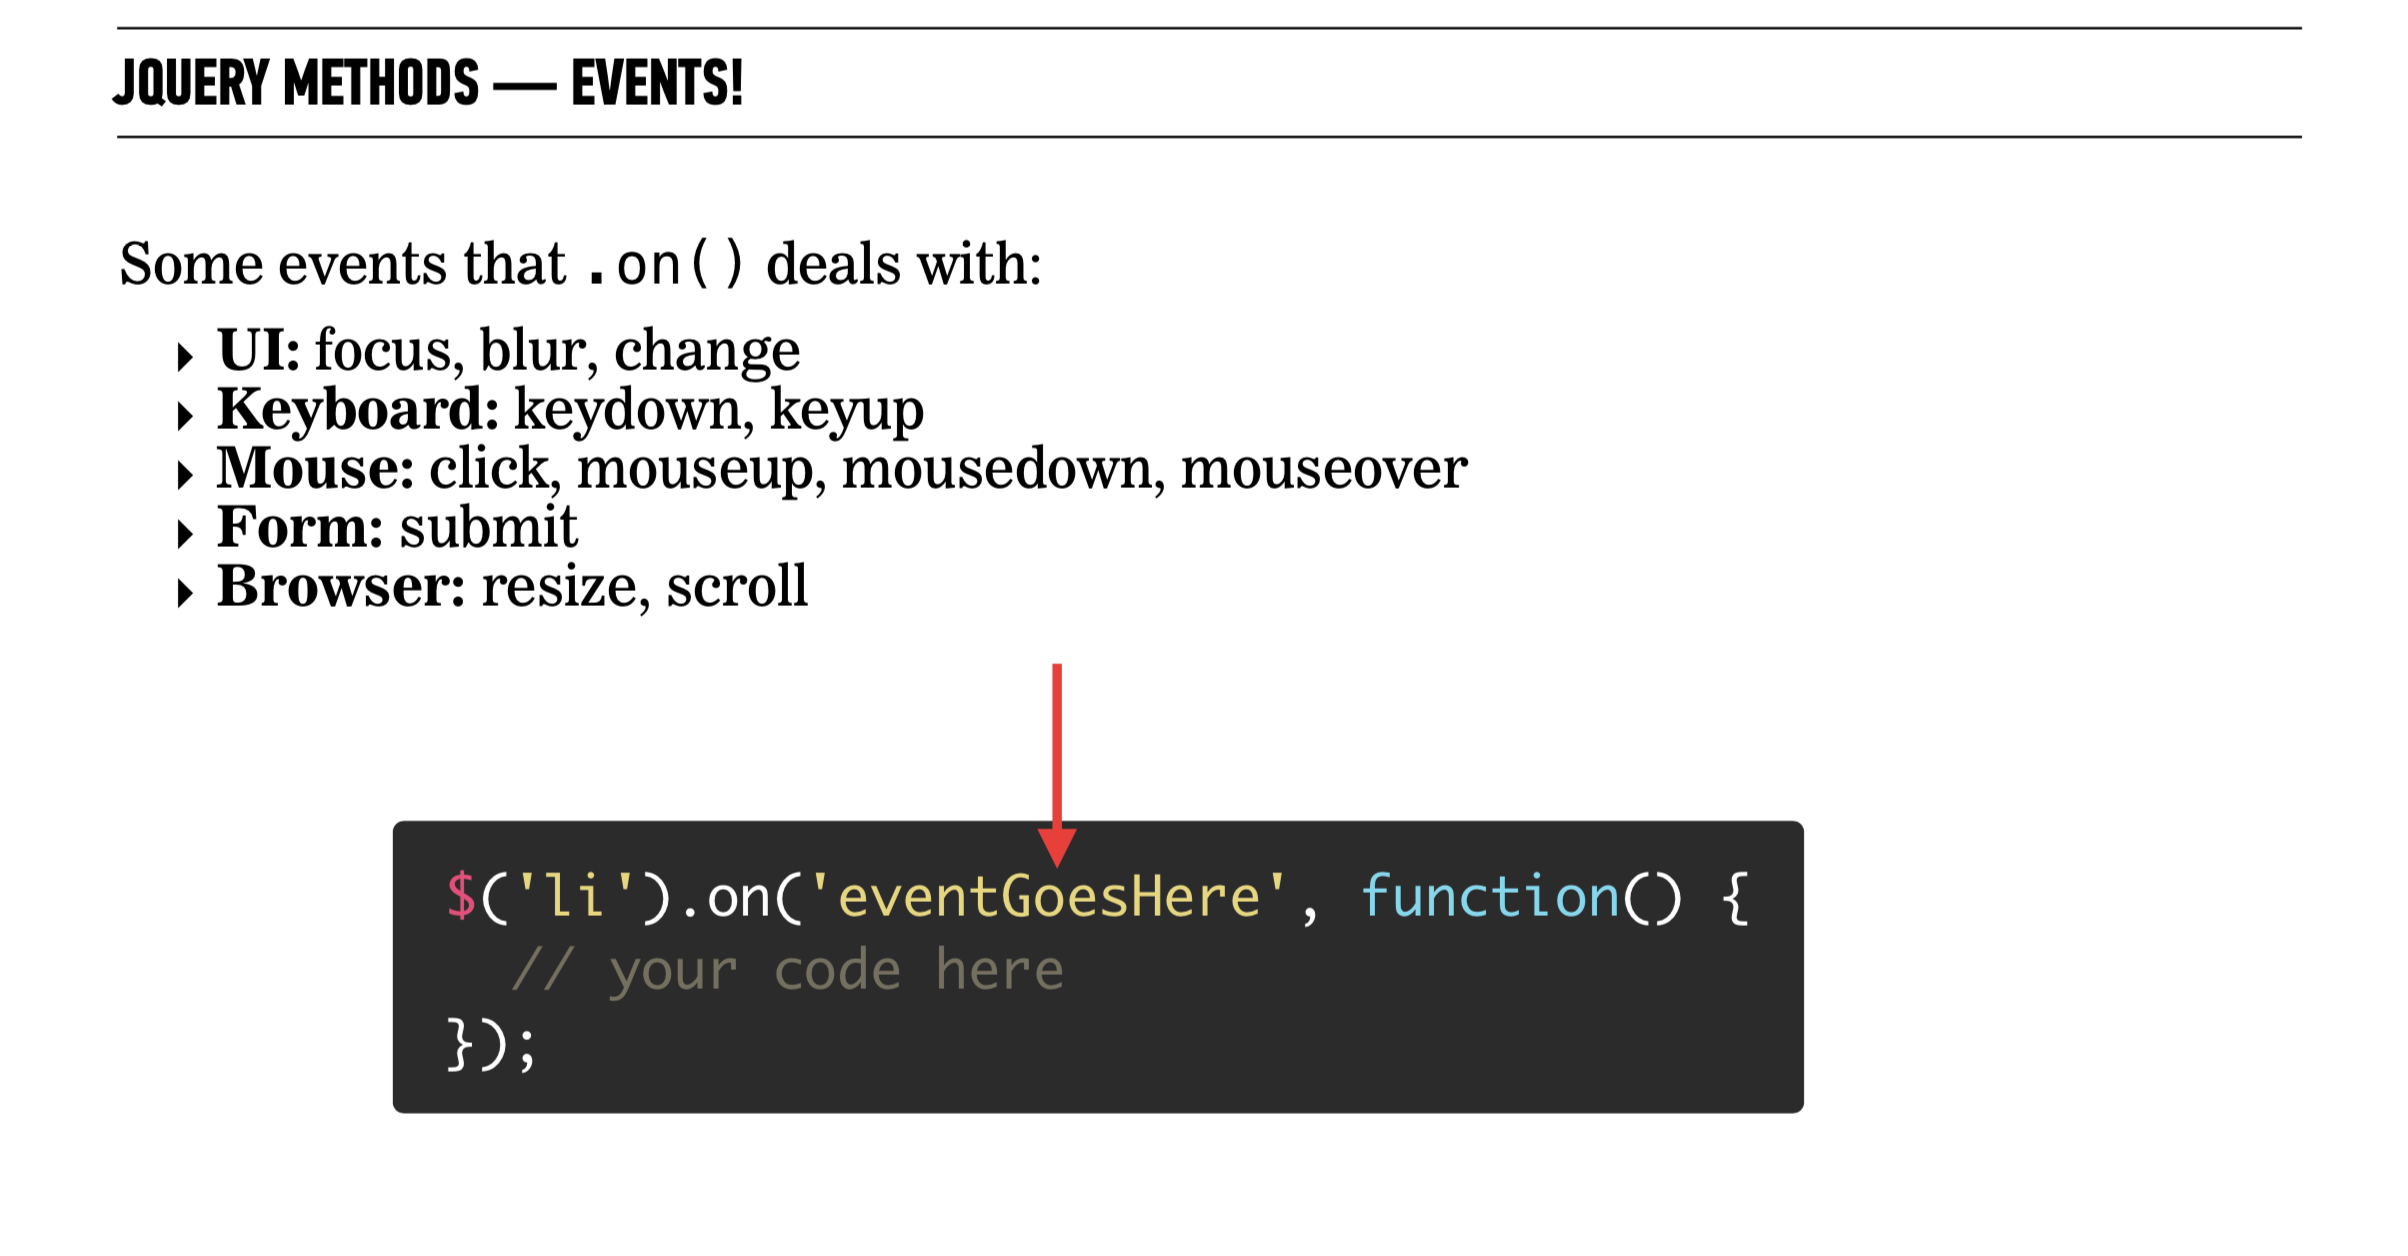 JQUERY METHODS — EVENTS!
Some events that .on() deals with:
▸ UI: focus, blur, change
▸ Keyboard: keydown, keyup
▸ Mouse: click, mouseup, mousedown, mouseover
▸ Form: submit
▸ Browser: resize, scroll
$('li').on('eventGoesHere', function() {
  // your code here
});